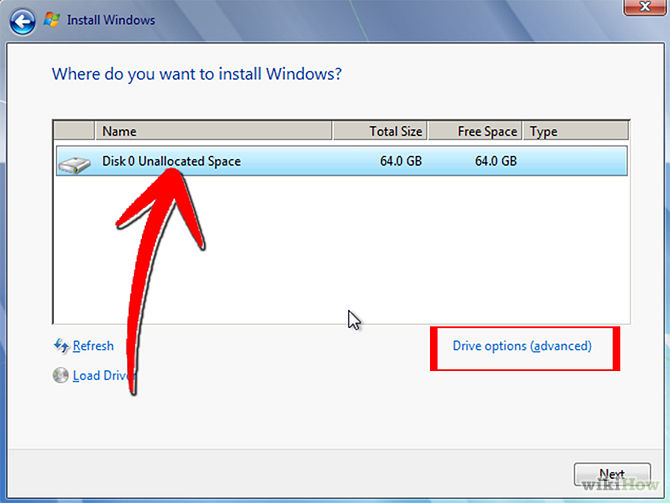 Install Windows
Where do you want to install Windows?
Name Total Size Free Space Type
Disk 0 Unallocated Space 64.0 GB 64.0 GB
Refresh
Drive options (advanced)
Load Driver
Next
wikiHow